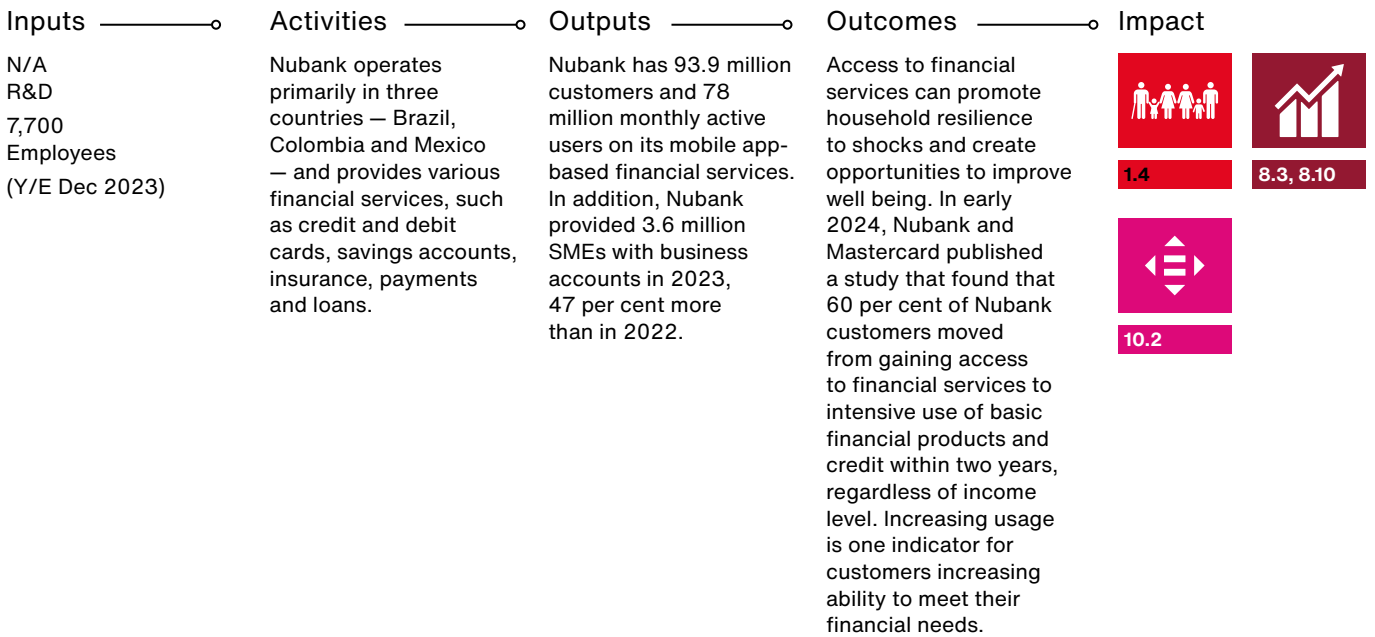 Inputs
N/A
R&D
7,700
Employees
(Y/E Dec 2023)
Activities
Nubank operates
primarily in three
countries — Brazil,
Colombia and Mexico
— and provides various
financial services, such
as credit and debit
cards, savings accounts,
insurance, payments
and loans.
Outputs
Nubank has 93.9 million
customers and 78
million monthly active
users on its mobile app-
based financial services.
In addition, Nubank
provided 3.6 million
SMEs with business
accounts in 2023,
47 per cent more
than in 2022.
Outcomes
Access to financial
services can promote
household resilience
to shocks and create
opportunities to improve
well being. In early
2024, Nubank and
Mastercard published
a study that found that
60 per cent of Nubank
customers moved
from gaining access
to financial services to
intensive use of basic
financial products and
credit within two years,
regardless of income
level. Increasing usage
is one indicator for
customers increasing
ability to meet their
financial needs.
Impact
1.4
8.3, 8.10
10.2